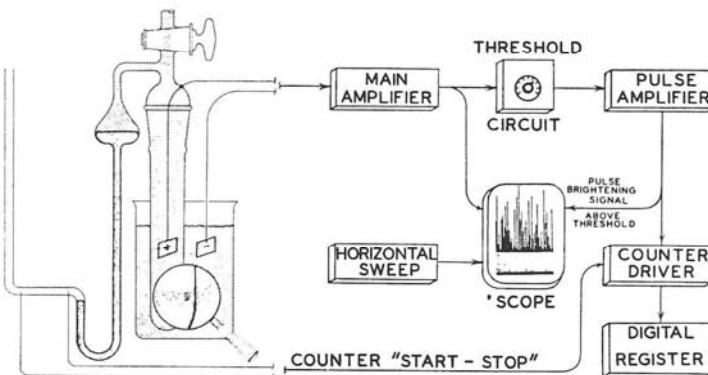 THRESHOLD
MAIN
AMPLIFIER
PULSE
AMPLIFIER
CIRCUIT
PULSE
BRIGHTENING
SIGNAL
ABOVE
THRESHOLD
+
-
HORIZONTAL
SWEEP
COUNTER
DRIVER
'SCOPE
COUNTER "START - STOP"
DIGITAL
REGISTER